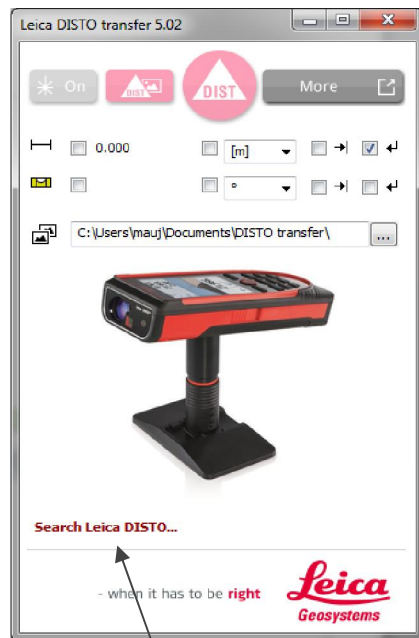 Leica DISTO transfer 5.02
On DIST DIST More
0.000 [m]
°
C:\Users\mauj\Documents\DISTO transfer\ ...
Search Leica DISTO...
- when it has to be right Leica
Geosystems